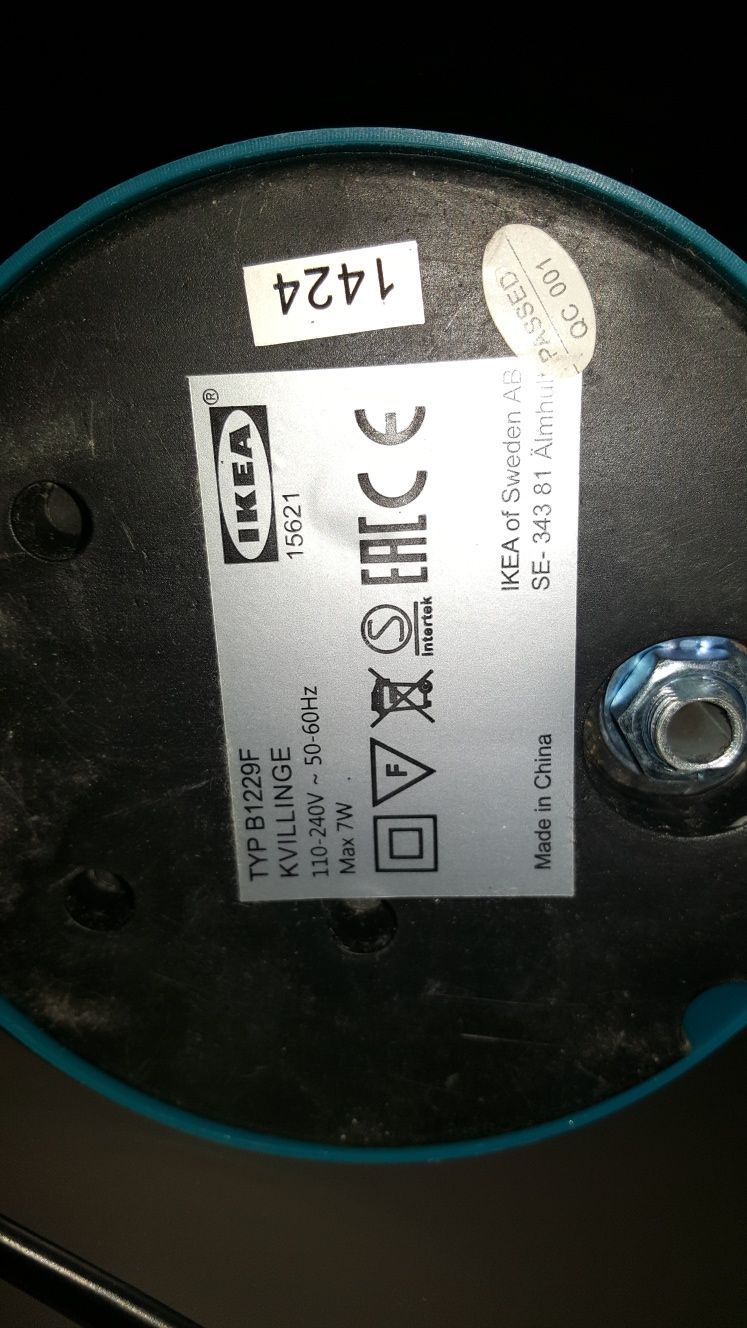 1424
PASSED
QC 001
IKEA®
15621
TYP B1229F
KVILLINGE
110-240V ~ 50-60Hz
Max 7W
F
S
intertek
EAC
CE
IKEA of Sweden AB
SE- 343 81 Älmhult
Made in China